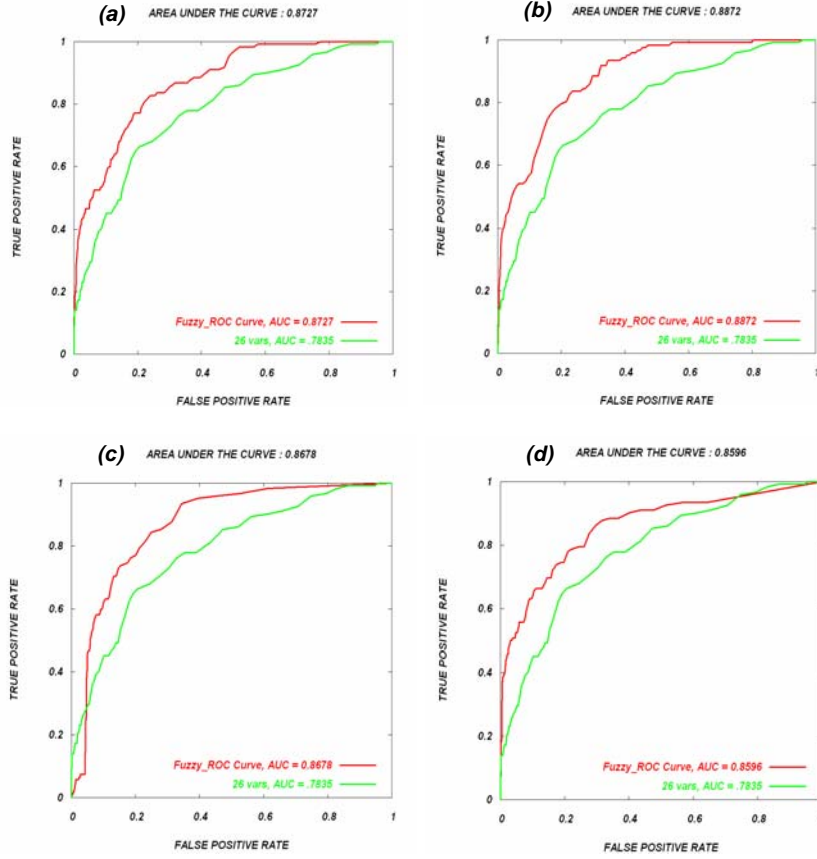 (a)
AREA UNDER THE CURVE : 0.8727
TRUE POSITIVE RATE
1
0.8
0.6
0.4
0.2
0
Fuzzy_ROC Curve, AUC = 0.8727
26 vars, AUC = .7835
0
0.2
0.4
0.6
0.8
1
FALSE POSITIVE RATE
(b)
AREA UNDER THE CURVE : 0.8872
TRUE POSITIVE RATE
1
0.8
0.6
0.4
0.2
0
Fuzzy_ROC Curve, AUC = 0.8872
26 vars, AUC = .7835
0
0.2
0.4
0.6
0.8
1
FALSE POSITIVE RATE
(c)
AREA UNDER THE CURVE : 0.8678
TRUE POSITIVE RATE
1
0.8
0.6
0.4
0.2
0
Fuzzy_ROC Curve, AUC = 0.8678
26 vars, AUC = .7835
0
0.2
0.4
0.6
0.8
1
FALSE POSITIVE RATE
(d)
AREA UNDER THE CURVE : 0.8596
TRUE POSITIVE RATE
1
0.8
0.6
0.4
0.2
0
Fuzzy_ROC Curve, AUC = 0.8596
26 vars, AUC = .7835
0
0.2
0.4
0.6
0.8
1
FALSE POSITIVE RATE